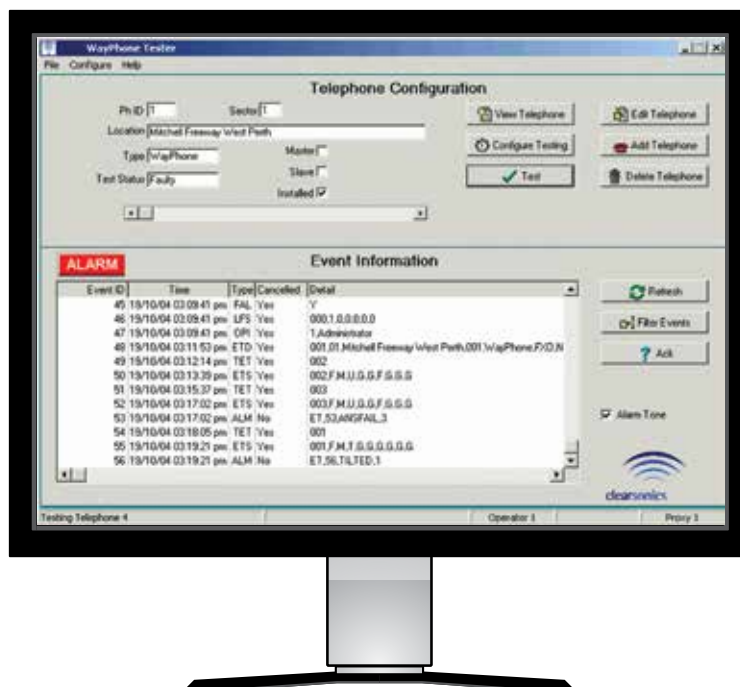 WayPhone Tester
File Configure Help
Telephone Configuration
Ph ID 1 Sector 1
Location Mitchell Freeway West Perth
Type WayPhone
Master
Test Status Faulty
Slave
Installed
View Telephone
Edit Telephone
Configure Testing
Add Telephone
Test
Delete Telephone
ALARM
Event Information
Event ID Time Type Cancelled Detail
45 19/10/04 03:09:41 pm FAL Yes Y
46 19/10/04 03:09:41 pm LFS Yes 000,1,0,0,0,0,0
47 19/10/04 03:09:41 pm OPI Yes 1,Administrator
48 19/10/04 03:11:53 pm ETD Yes 001,01,Mitchell Freeway West Perth,001,WayPhone,FXD,N
49 19/10/04 03:12:14 pm TET Yes 002
50 19/10/04 03:13:39 pm ETS Yes 002,F,M,U,G,G,F,G,G,G
51 19/10/04 03:15:37 pm TET Yes 003
52 19/10/04 03:17:02 pm ETS Yes 003,F,M,U,G,G,F,G,G,G
53 19/10/04 03:17:02 pm ALM No ET,53,ANSFAIL,3
54 19/10/04 03:18:05 pm TET Yes 001
55 19/10/04 03:19:21 pm ETS Yes 001,F,M,T,G,G,G,G,G,G
56 19/10/04 03:19:21 pm ALM No ET,56,TILTED,1
Refresh
Filter Events
Ack
Alarm Tone
clearsonics
Testing Telephone 4 Operator 1 Proxy 1